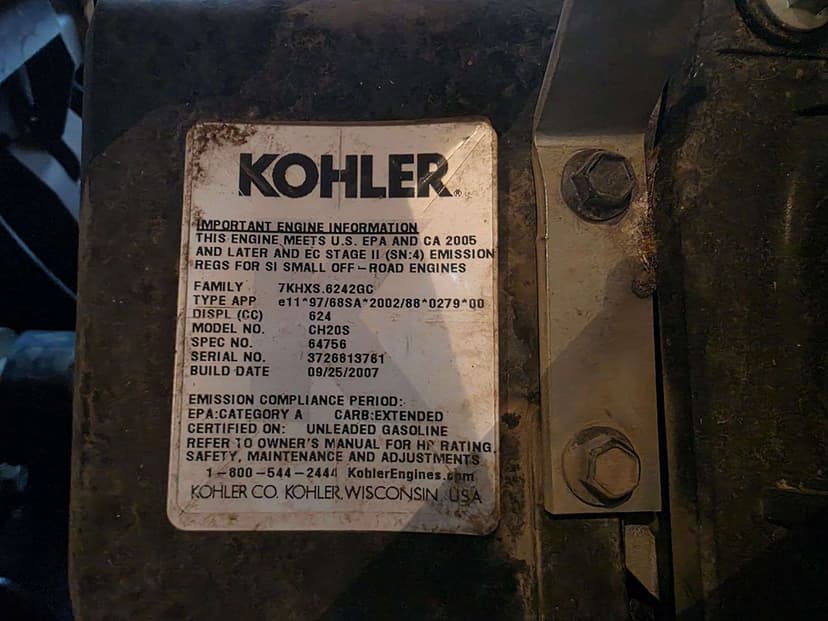 KOHLER®
IMPORTANT ENGINE INFORMATION
THIS ENGINE MEETS U.S. EPA AND CA 2005
AND LATER AND EC STAGE II (SN:4) EMISSION
REGS FOR SI SMALL OFF-ROAD ENGINES
FAMILY 7KHXS.6242GC
TYPE APP e11*97/68SA*2002/88*0279*00
DISPL (CC) 624
MODEL NO. CH20S
SPEC NO. 64756
SERIAL NO. 3726813761
BUILD DATE 09/25/2007
EMISSION COMPLIANCE PERIOD:
EPA:CATEGORY A CARB:EXTENDED
CERTIFIED ON: UNLEADED GASOLINE
REFER TO OWNER'S MANUAL FOR HP RATING,
SAFETY, MAINTENANCE AND ADJUSTMENTS
1-800-544-2444 KohlerEngines.com
KOHLER CO. KOHLER, WISCONSIN USA